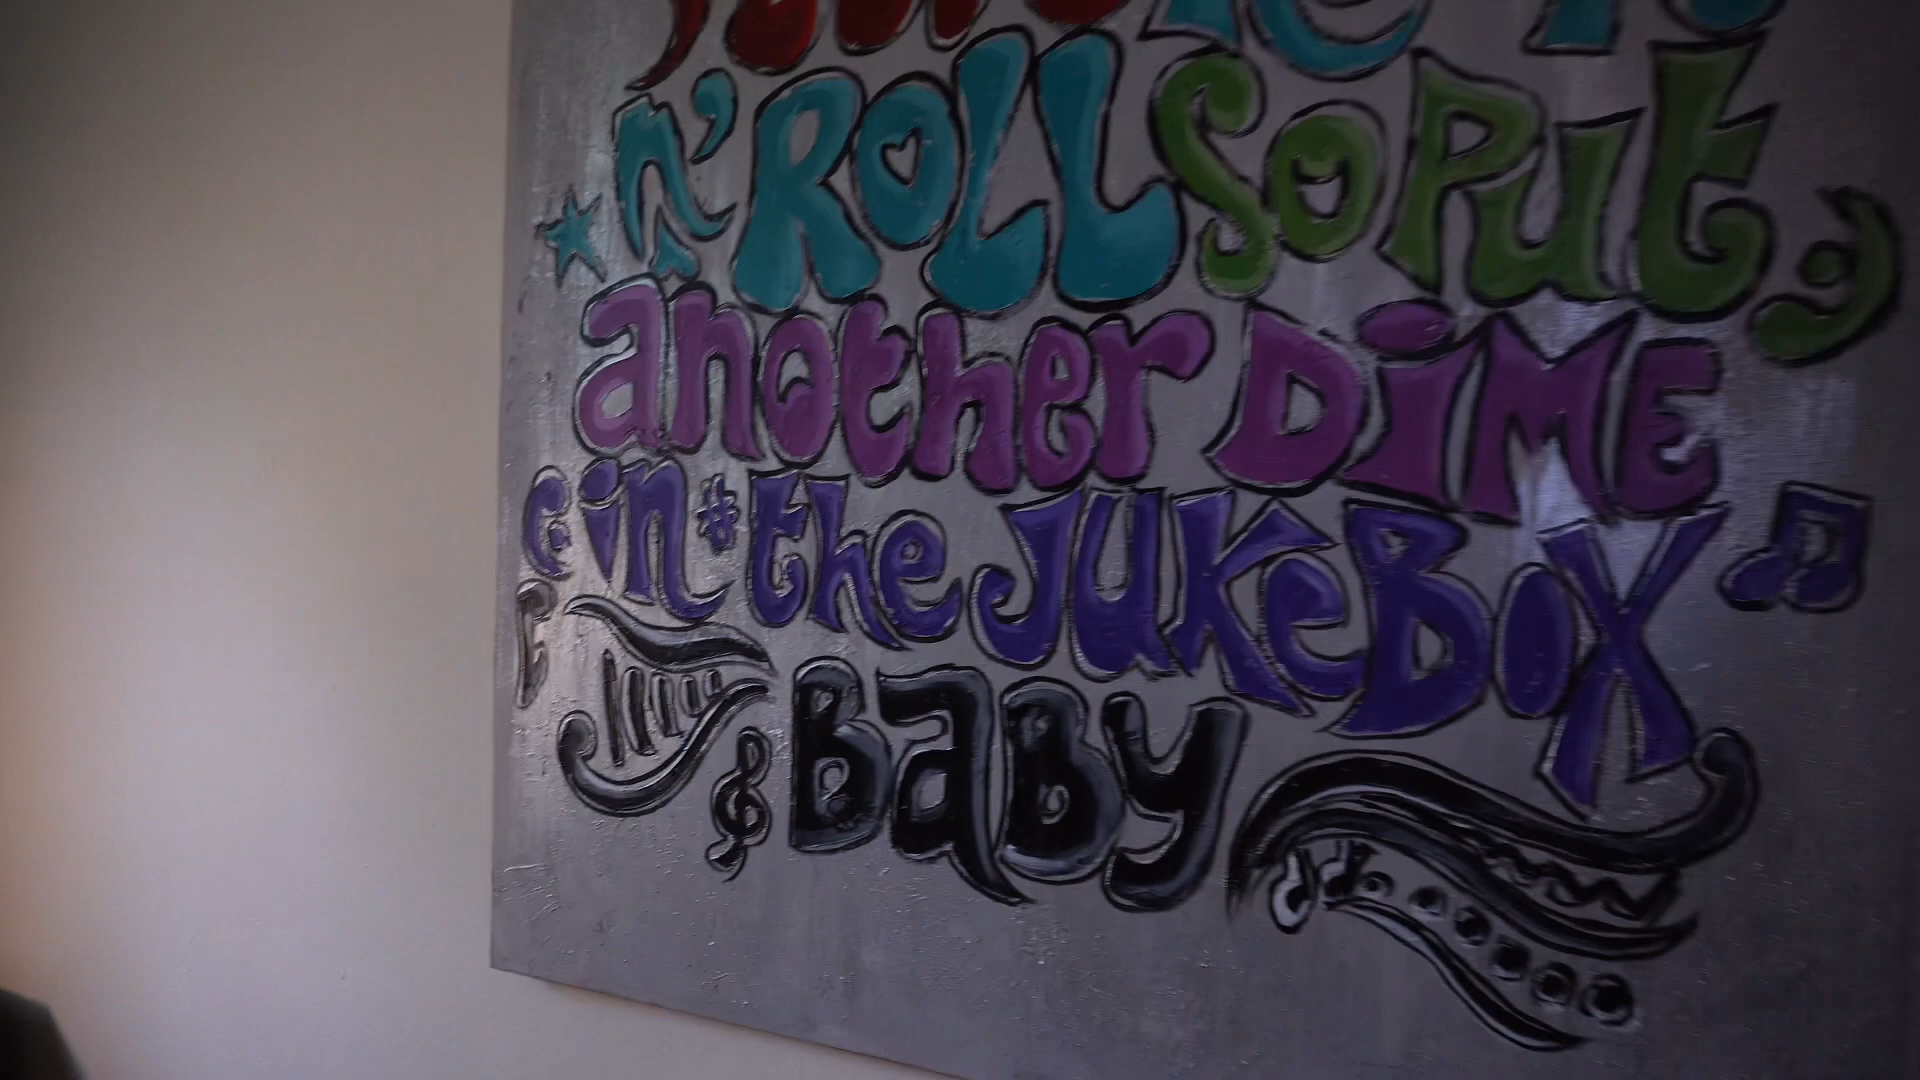 n' ROLL SO PUt
another DiME
in the JUKeBOX
BaBy